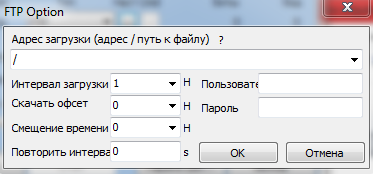 FTP Option
Адрес загрузки (адрес / путь к файлу) ?
/
Интервал загрузки 1 H Пользовате
Скачать офсет 0 H Пароль
Смещение времени 0 H
Повторить интерва 0 s OK Отмена